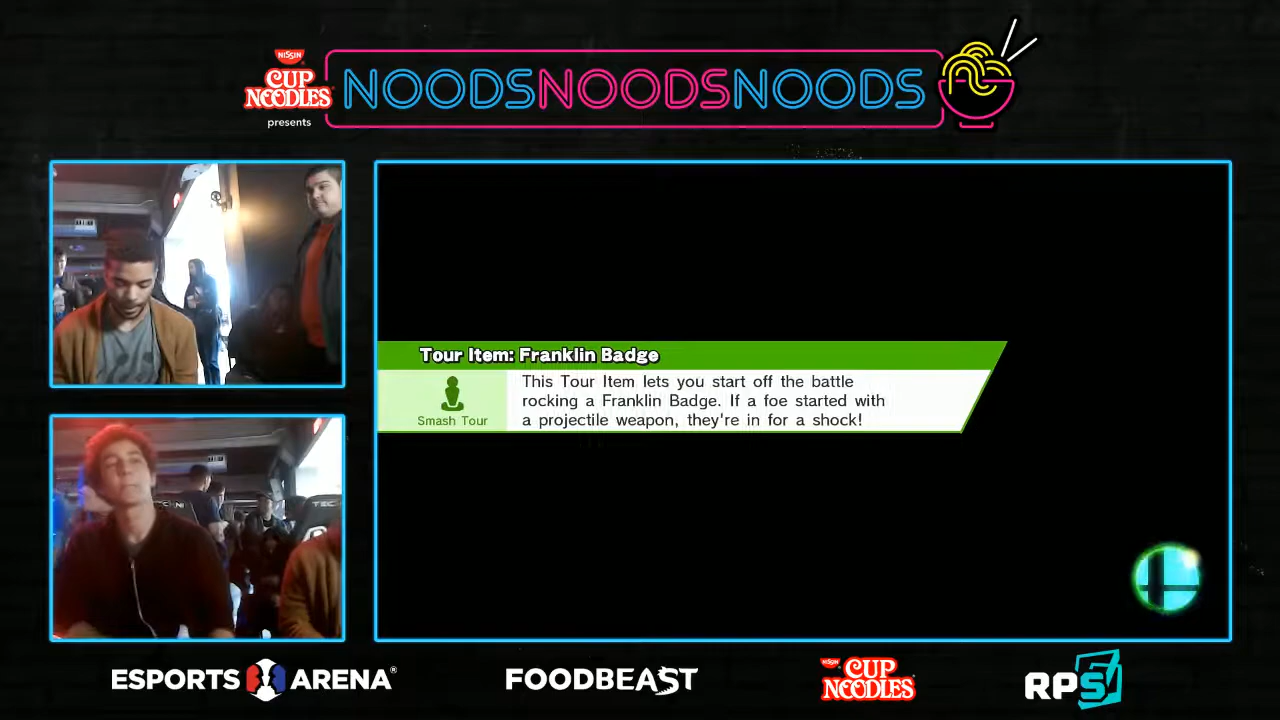 NISSIN
CUP
NOODLES
presents
NOODSNOODSNOODS
Tour Item: Franklin Badge
This Tour Item lets you start off the battle
rocking a Franklin Badge. If a foe started with
a projectile weapon, they're in for a shock!
Smash Tour
ESPORTS ARENA®
FOODBEAST
NISSIN
CUP
NOODLES
RPS